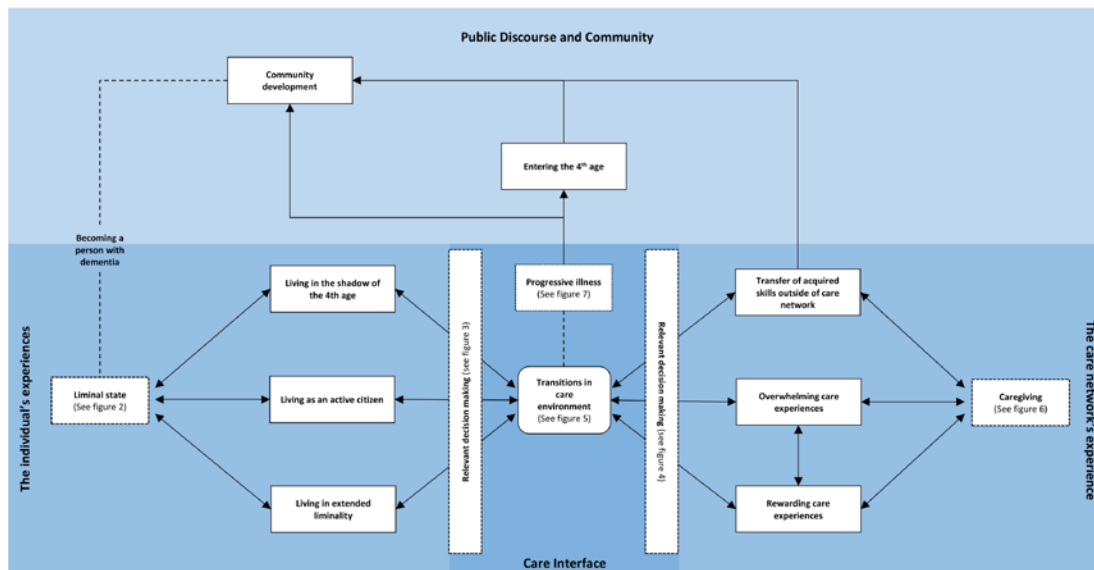 Public Discourse and Community
Community
development
Entering the 4th age
Becoming a
person with
dementia
The individual's experiences
Liminal state
(See figure 2)
Living in the shadow of
the 4th age
Living as an active citizen
Living in extended
liminality
Relevant decision making (see figure 3)
Progressive illness
(See figure 7)
Transitions in
care
environment
(See figure 5)
Care Interface
Relevant decision making (see figure 4)
Transfer of acquired
skills outside of care
network
Overwhelming care
experiences
Rewarding care
experiences
Caregiving
(See figure 6)
The care network's experience